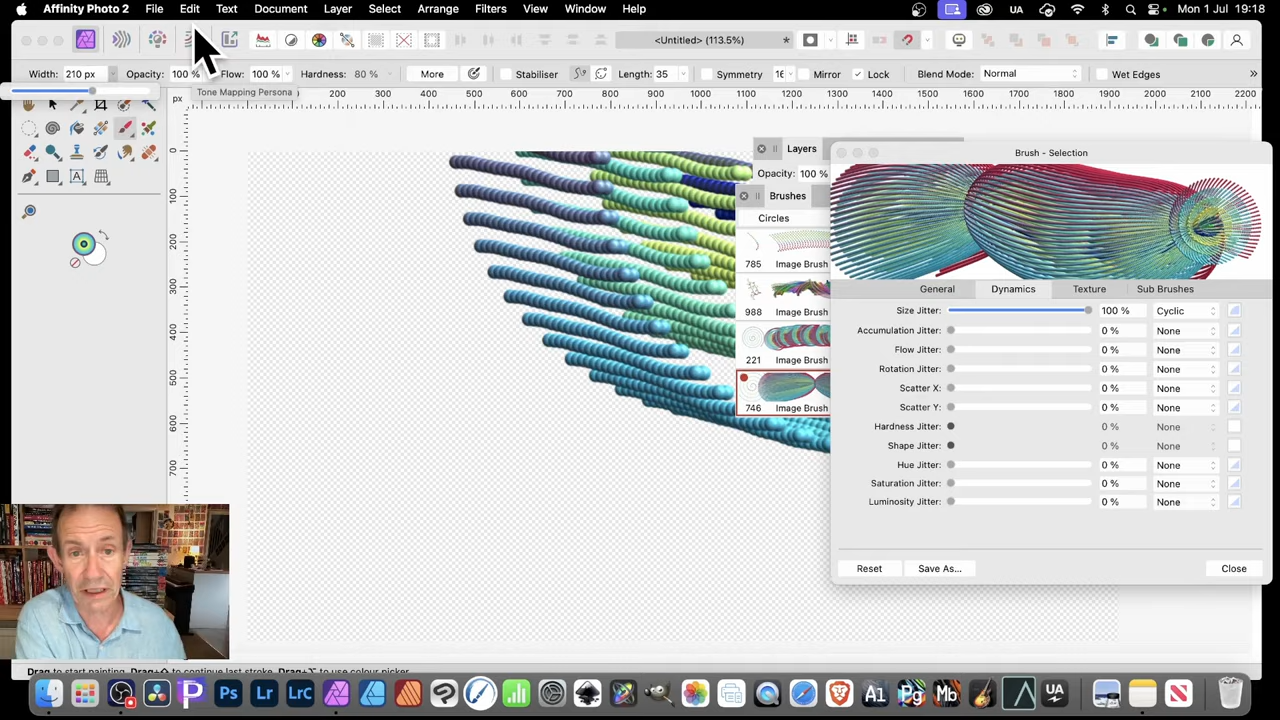 Affinity Photo 2 File Edit Text Document Layer Select Arrange Filters View Window Help UA Mon 1 Jul 19:18
<Untitled> (113.5%) *
Width: 210 px Opacity: 100 % Flow: 100 % Hardness: 80 % More Stabiliser Length: 35 Symmetry 16 Mirror Lock Blend Mode: Normal Wet Edges »
Tone Mapping Persona
px 200 300 400 500 600 700 800 900 1000 1100 1200 1300 1400 1500 1600 1700 1800 1900 2000 2100 2200
0
100
200
300
400
500
600
700
Layers
Opacity: 100 %
Brushes
Circles
785 Image Brush
988 Image Brush
221 Image Brush
746 Image Brush
Brush - Selection
General Dynamics Texture Sub Brushes
Size Jitter: 100 % Cyclic
Accumulation Jitter: 0 % None
Flow Jitter: 0 % None
Rotation Jitter: 0 % None
Scatter X: 0 % None
Scatter Y: 0 % None
Hardness Jitter: 0 % None
Shape Jitter: 0 % None
Hue Jitter: 0 % None
Saturation Jitter: 0 % None
Luminosity Jitter: 0 % None
Reset Save As... Close
Ps Lr LrC AI Pg Mb UA